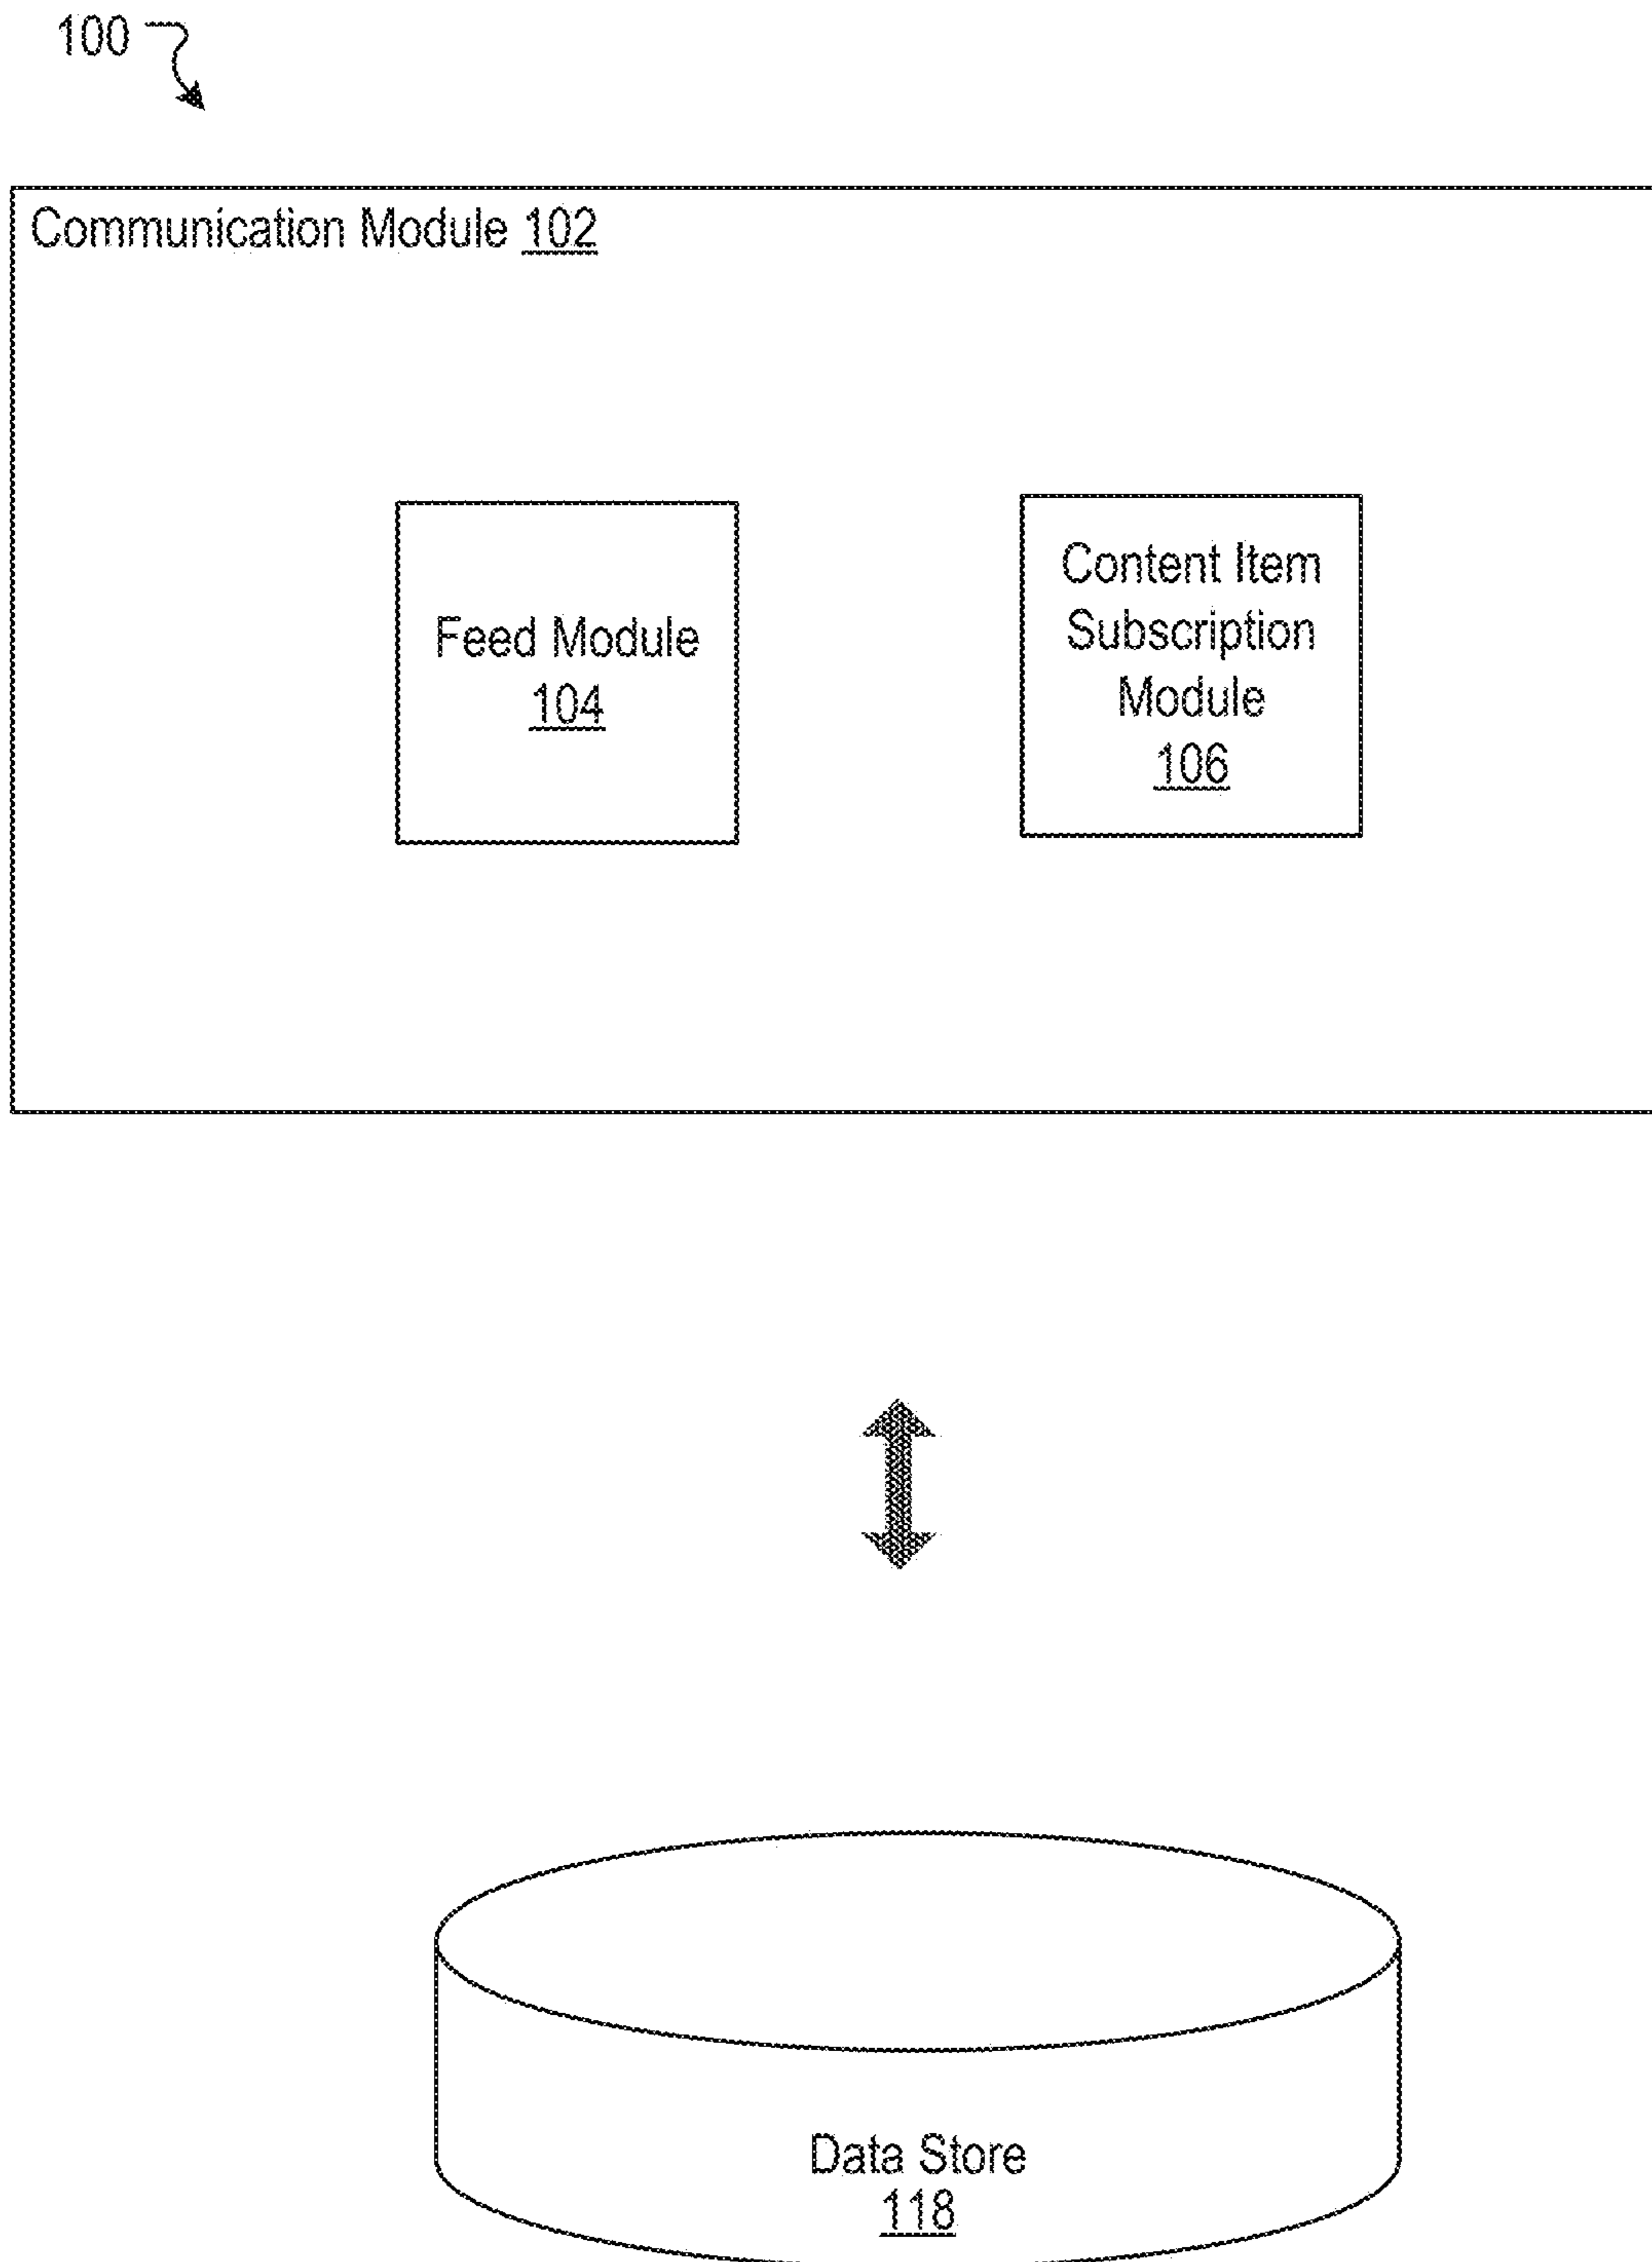 100
Communication Module 102
Feed Module
104
Content Item
Subscription
Module
106
Data Store
118